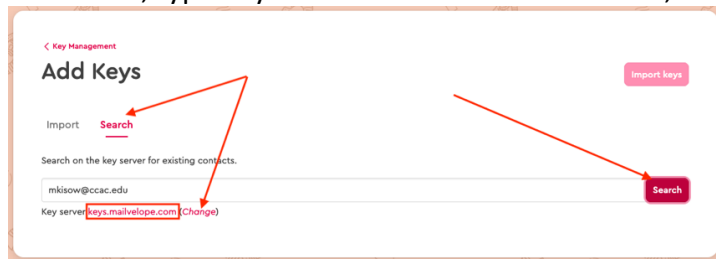 < Key Management
Add Keys
Import keys
Import Search
Search on the key server for existing contacts.
mkisow@ccac.edu
Search
Key server keys.mailvelope.com (Change)